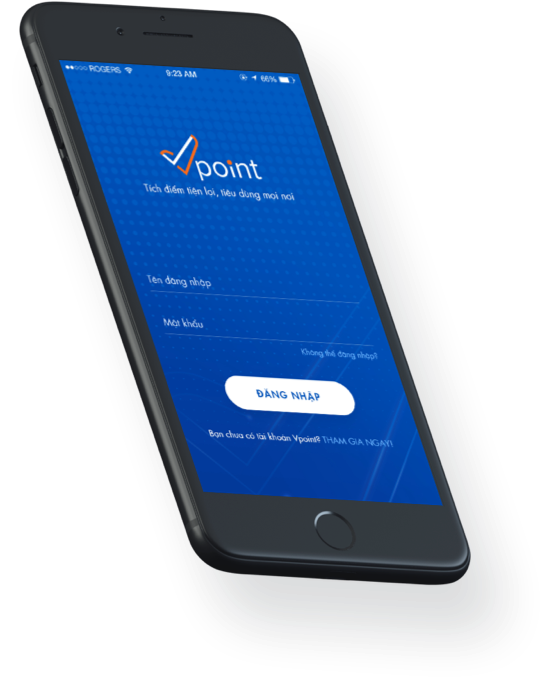 ROGERS 9:23 AM 66%
Vpoint
Tích điểm tiện lợi, tiêu dùng mọi nơi
Tên đăng nhập
Mật khẩu
Không thể đăng nhập?
ĐĂNG NHẬP
Bạn chưa có tài khoản Vpoint? THAM GIA NGAY!